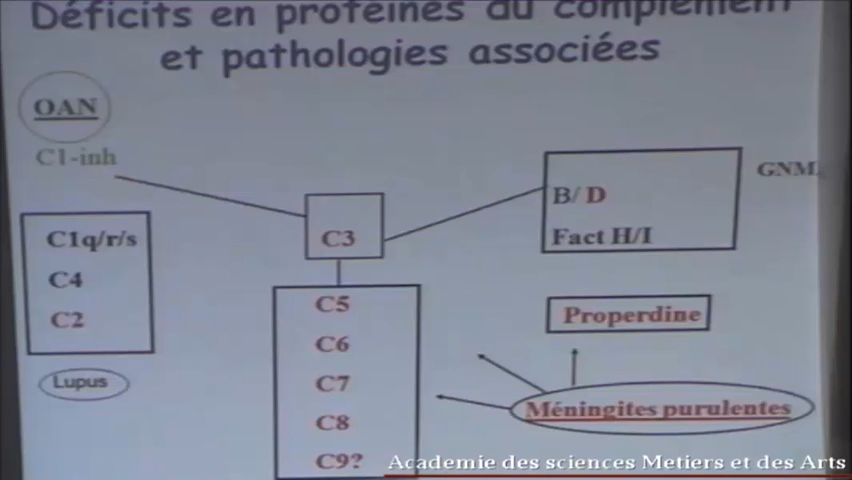 Déficits en protéines du complément
et pathologies associées
OAN
C1-inh
C1q/r/s
C4
C2
Lupus
C3
C5
C6
C7
C8
C9?
B/D
Fact H/I
GNM
Properdine
Méningites purulentes
Academie des sciences Metiers et des Arts